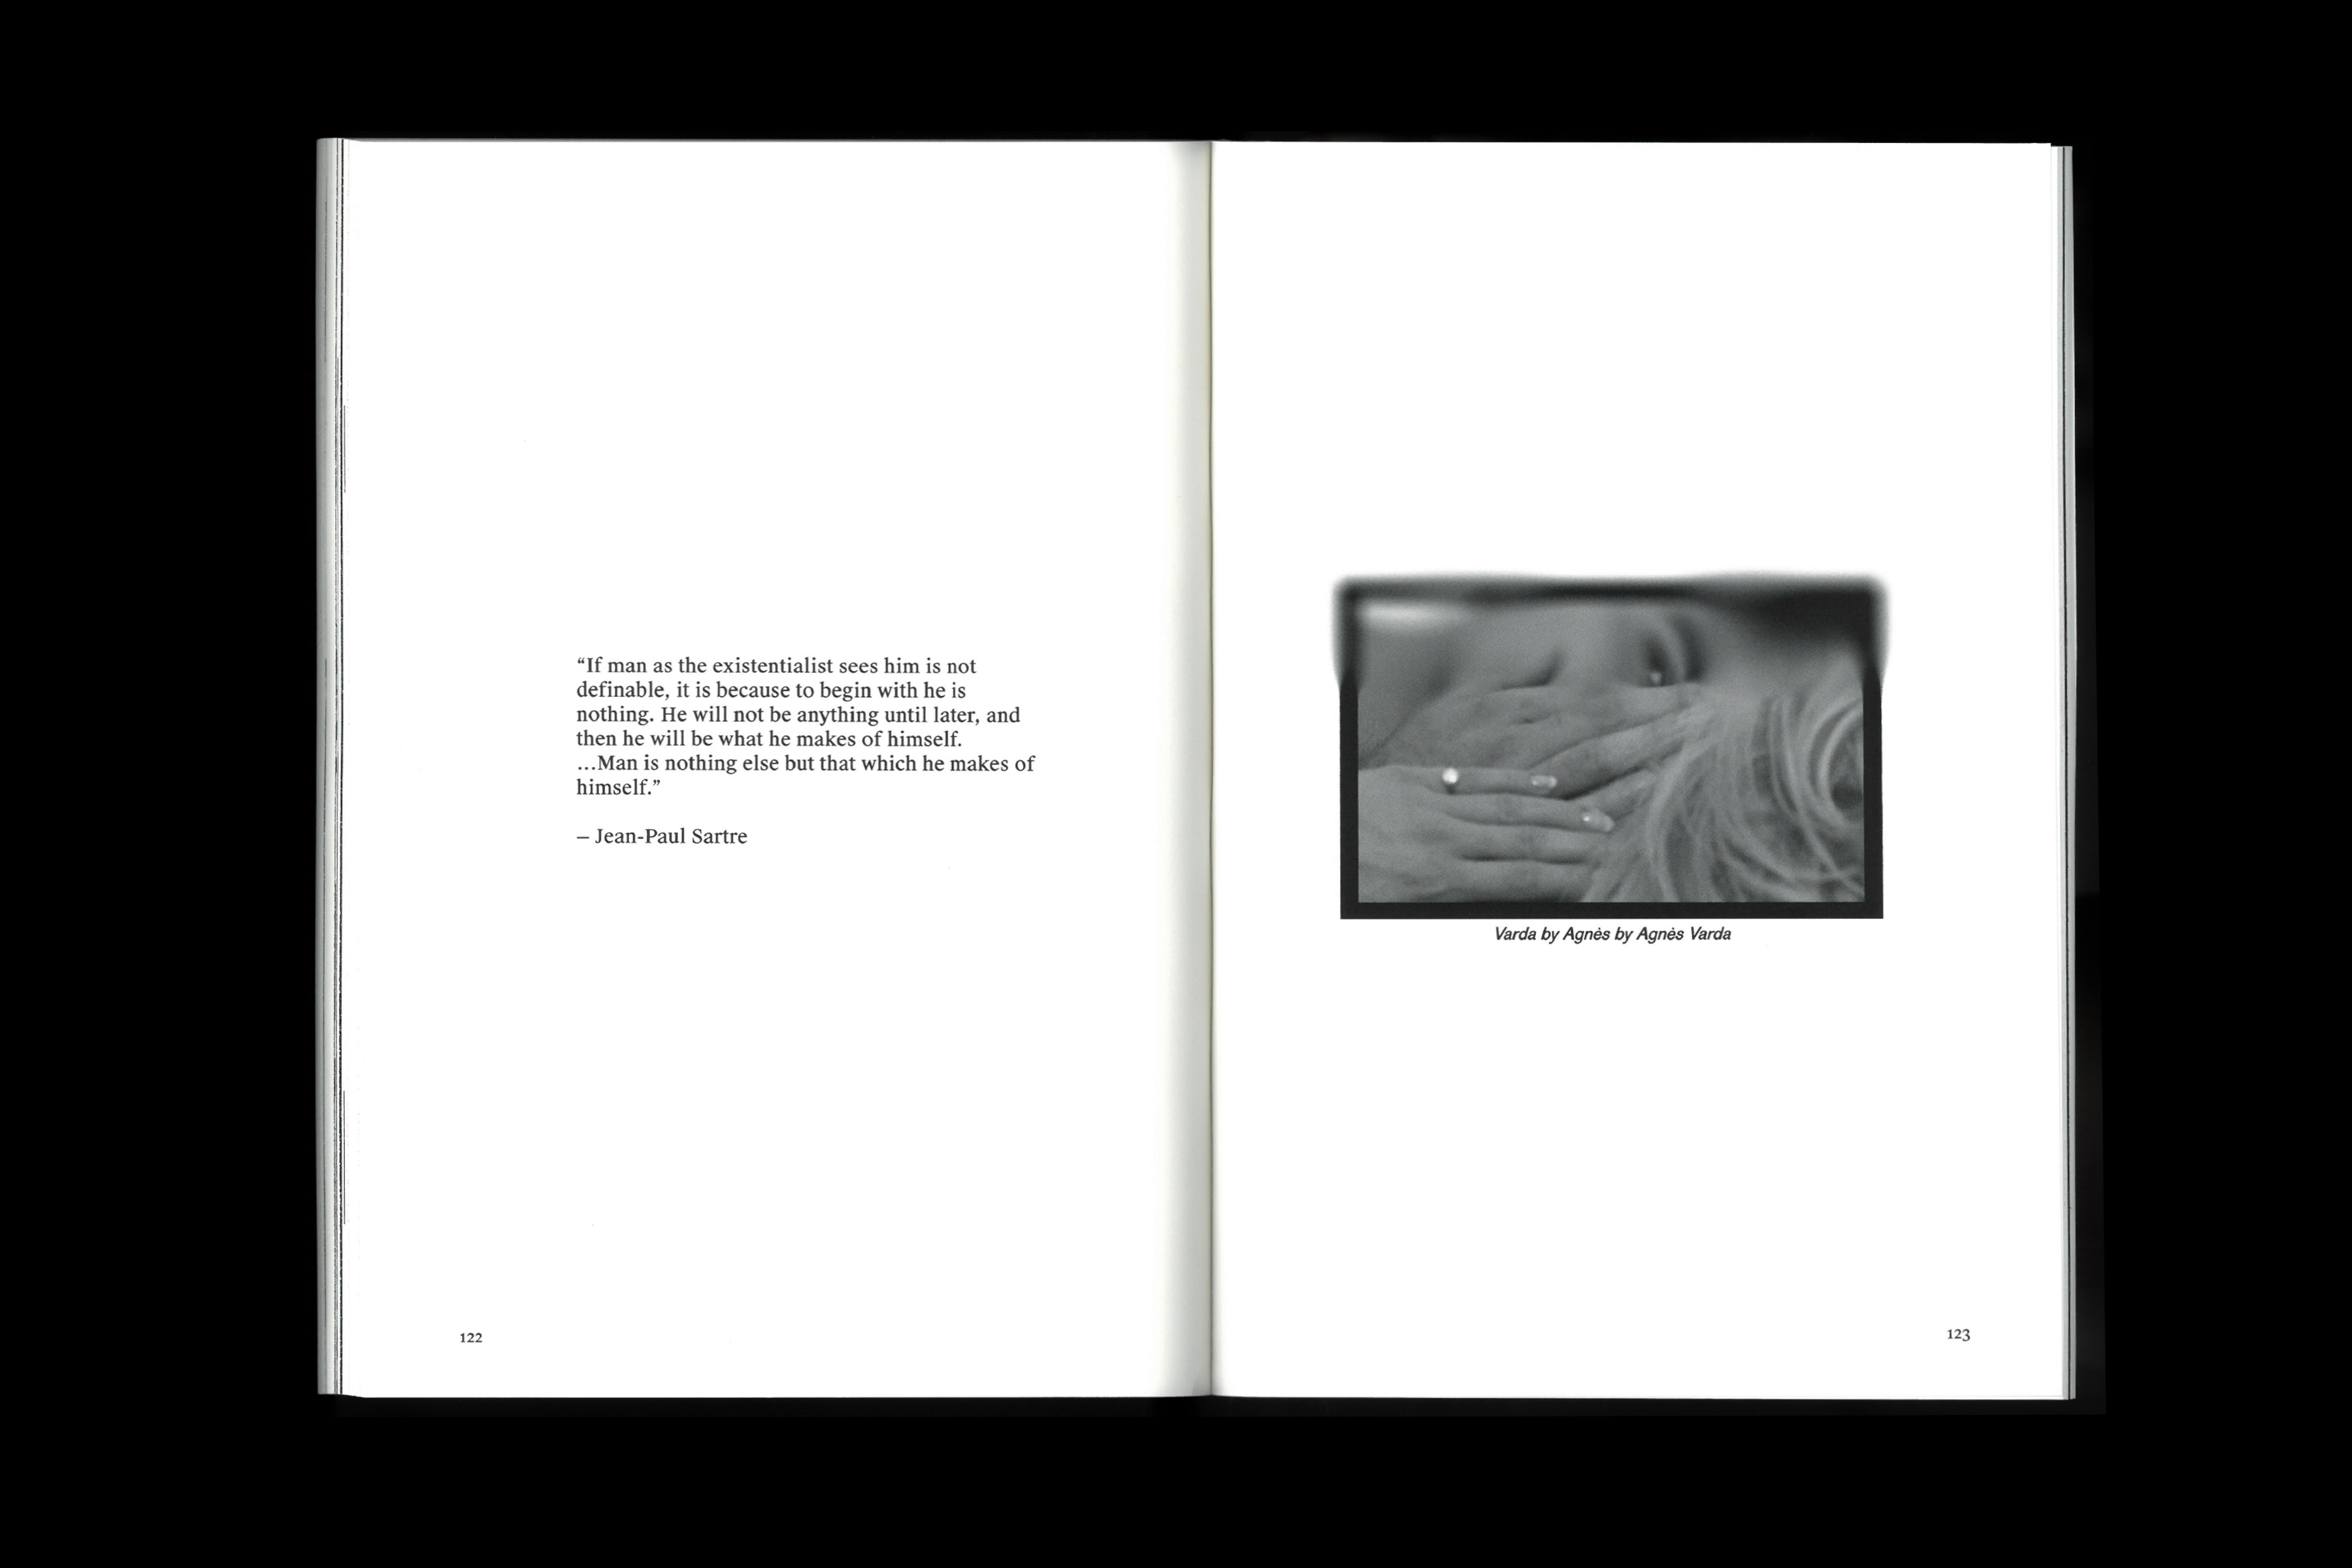 “If man as the existentialist sees him is not
definable, it is because to begin with he is
nothing. He will not be anything until later, and
then he will be what he makes of himself.
…Man is nothing else but that which he makes of
himself.”
– Jean-Paul Sartre
122
Varda by Agnès by Agnès Varda
123